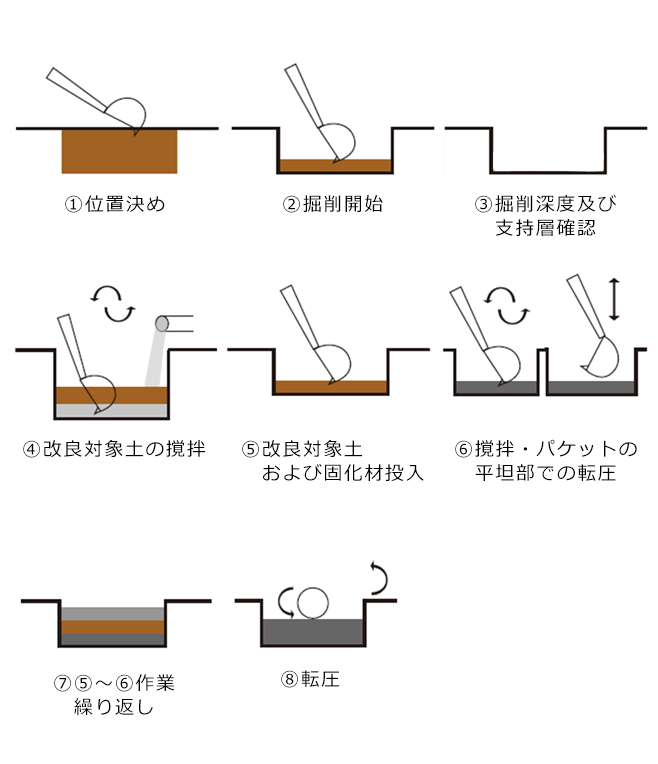 ①位置決め
②掘削開始
③掘削深度及び
支持層確認
④改良対象土の撹拌
⑤改良対象土
および固化材投入
⑥撹拌・パケットの
平坦部での転圧
⑦⑤～⑥作業
繰り返し
⑧転圧